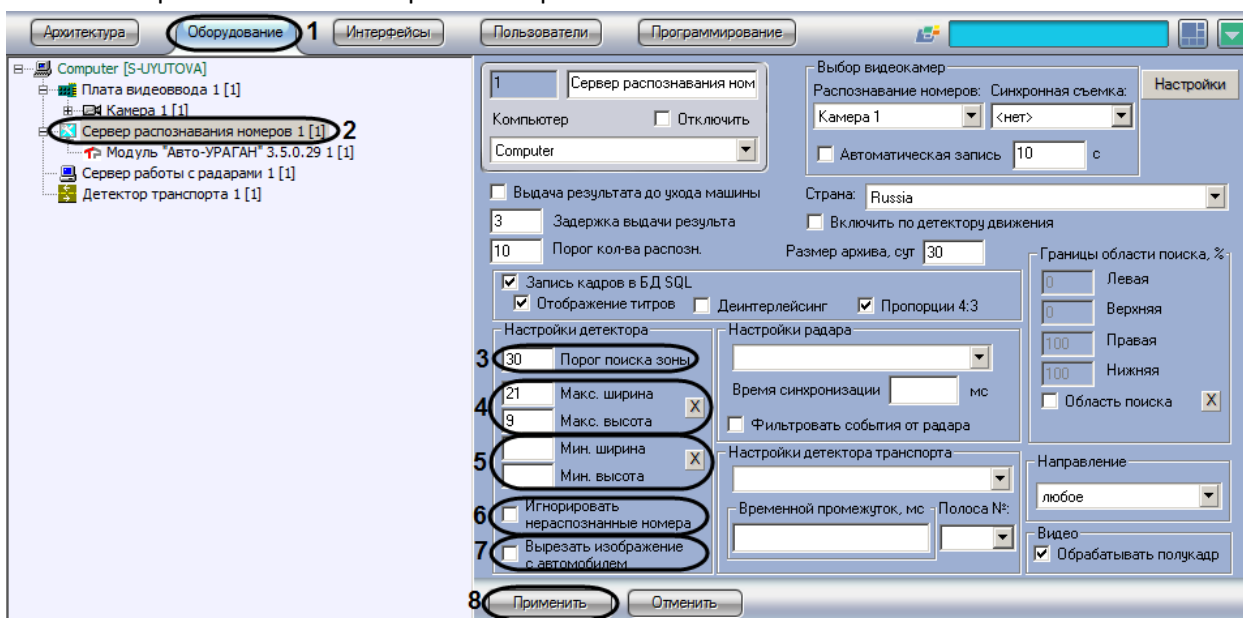 Архитектура Оборудование 1 Интерфейсы Пользователи Программирование
Computer [S-UYUTOVA]
Плата видеоввода 1 [1]
Камера 1 [1]
Сервер распознавания номеров 1 [1] 2
Модуль "Авто-УРАГАН" 3.5.0.29 1 [1]
Сервер работы с радарами 1 [1]
Детектор транспорта 1 [1]
1 Сервер распознавания ном
Компьютер Отключить
Computer
Выбор видеокамер
Распознавание номеров: Синхронная съемка:
Камера 1 <нет>
Автоматическая запись 10 с
Настройки
Выдача результата до ухода машины
Страна: Russia
3 Задержка выдачи результа
Включить по детектору движения
10 Порог кол-ва распозн.
Размер архива, сут 30
Запись кадров в БД SQL
Отображение титров Деинтерлейсинг Пропорции 4:3
Границы области поиска, %
0 Левая
0 Верхняя
100 Правая
100 Нижняя
Область поиска X
Настройки детектора
3 30 Порог поиска зоны
4 21 Макс. ширина
9 Макс. высота X
5 Мин. ширина
Мин. высота X
6 Игнорировать
нераспознанные номера
7 Вырезать изображение
с автомобилем
Настройки радара
Время синхронизации мс
Фильтровать события от радара
Настройки детектора транспорта
Временной промежуток, мс Полоса №:
Направление
любое
Видео
Обрабатывать полукадр
8 Применить Отменить